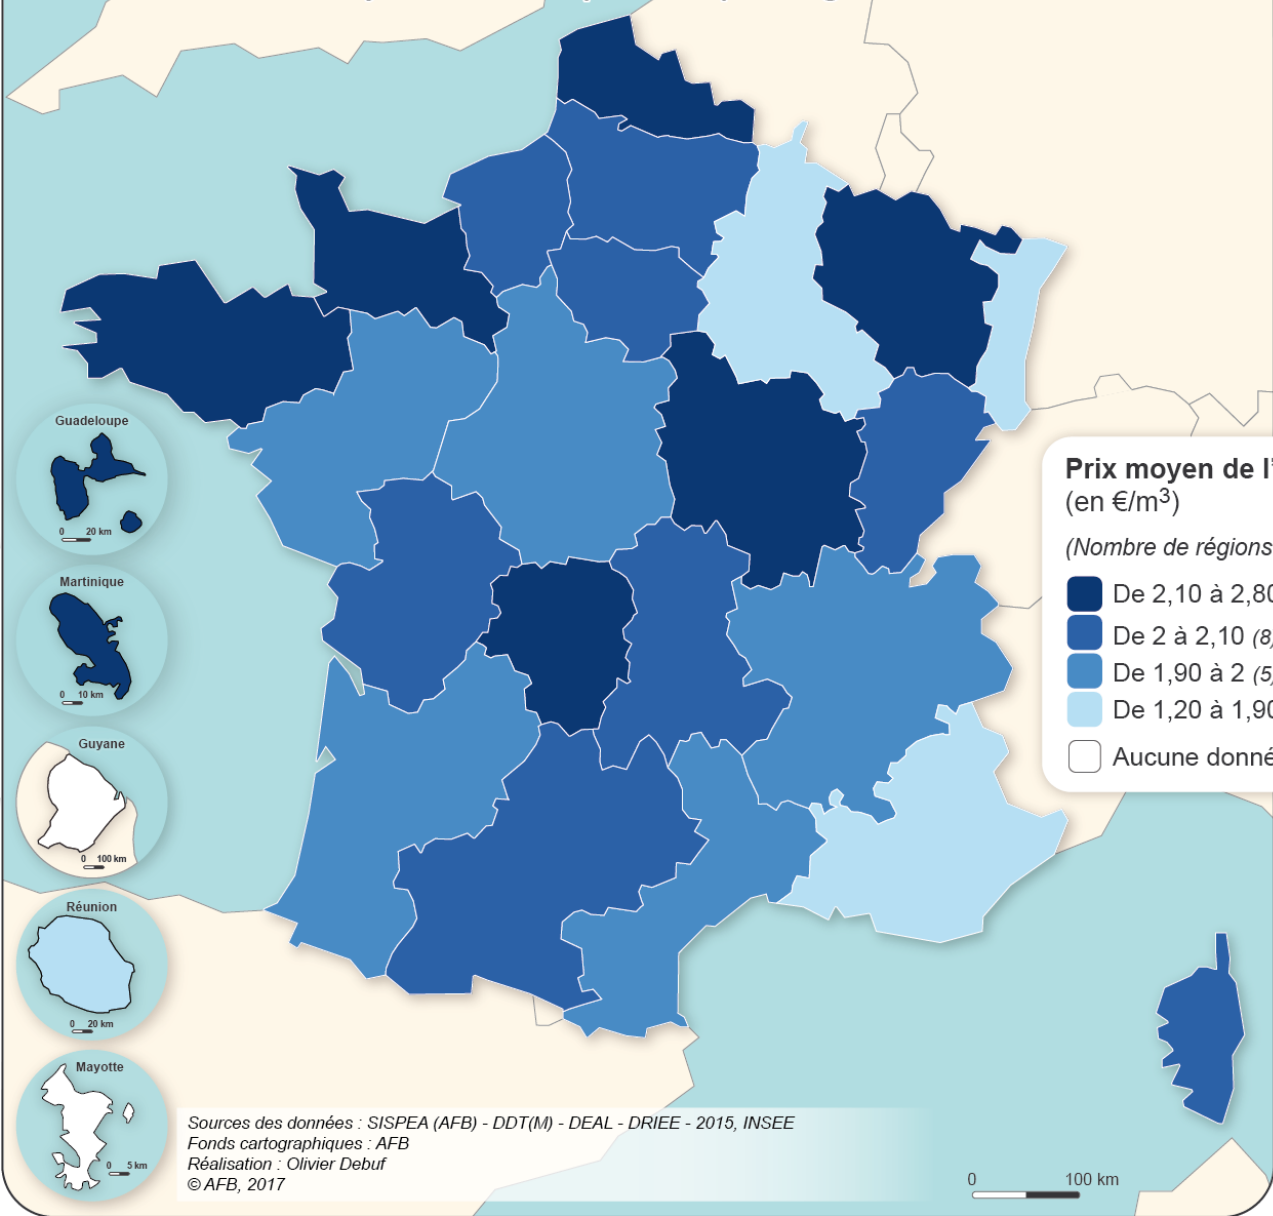 Guadeloupe
0 20 km
Martinique
0 10 km
Guyane
0 100 km
Réunion
0 20 km
Mayotte
0 5 km
Prix moyen de l'
(en €/m³)
(Nombre de régions
De 2,10 à 2,80
De 2 à 2,10 (8)
De 1,90 à 2 (5)
De 1,20 à 1,90
Aucune donné
Sources des données : SISPEA (AFB) - DDT(M) - DEAL - DRIEE - 2015, INSEE
Fonds cartographiques : AFB
Réalisation : Olivier Debuf
© AFB, 2017
0 100 km